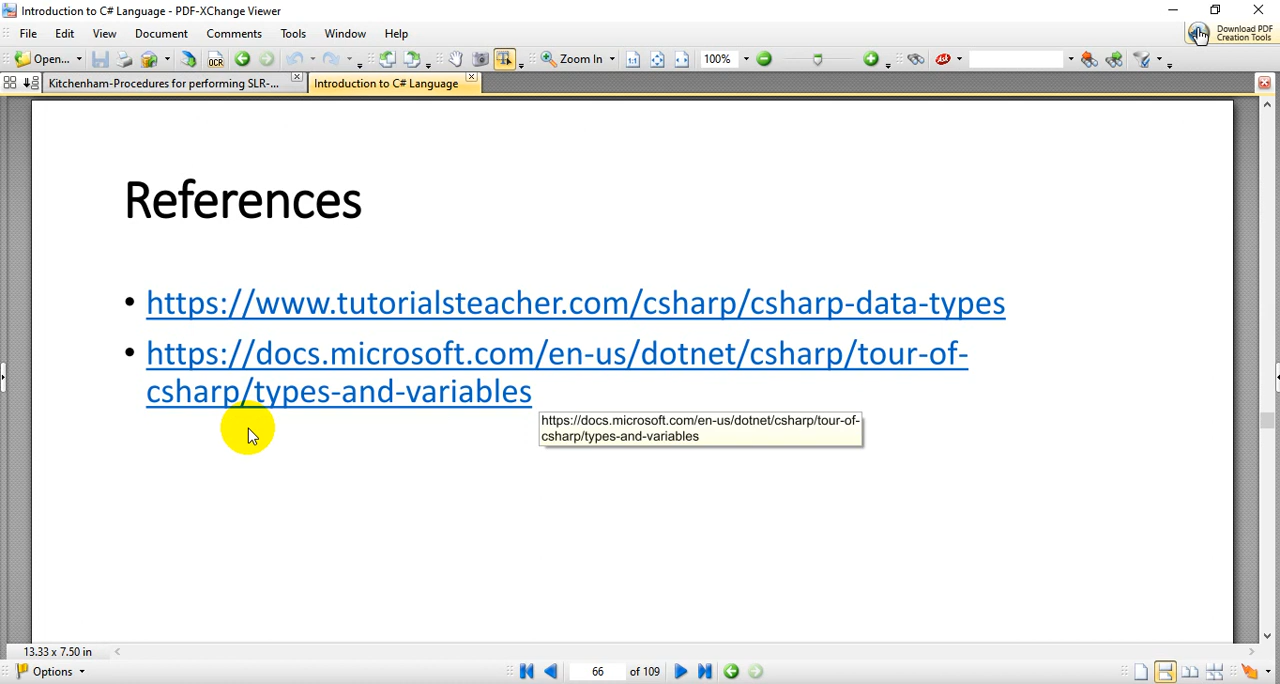 Introduction to C# Language - PDF-XChange Viewer
File Edit View Document Comments Tools Window Help
Download PDF
Creation Tools
Open... OCR Zoom In 100%
Kitchenham-Procedures for performing SLR-... Introduction to C# Language
References
• https://www.tutorialsteacher.com/csharp/csharp-data-types
• https://docs.microsoft.com/en-us/dotnet/csharp/tour-of-
csharp/types-and-variables
https://docs.microsoft.com/en-us/dotnet/csharp/tour-of-
csharp/types-and-variables
13.33 x 7.50 in
Options 66 of 109